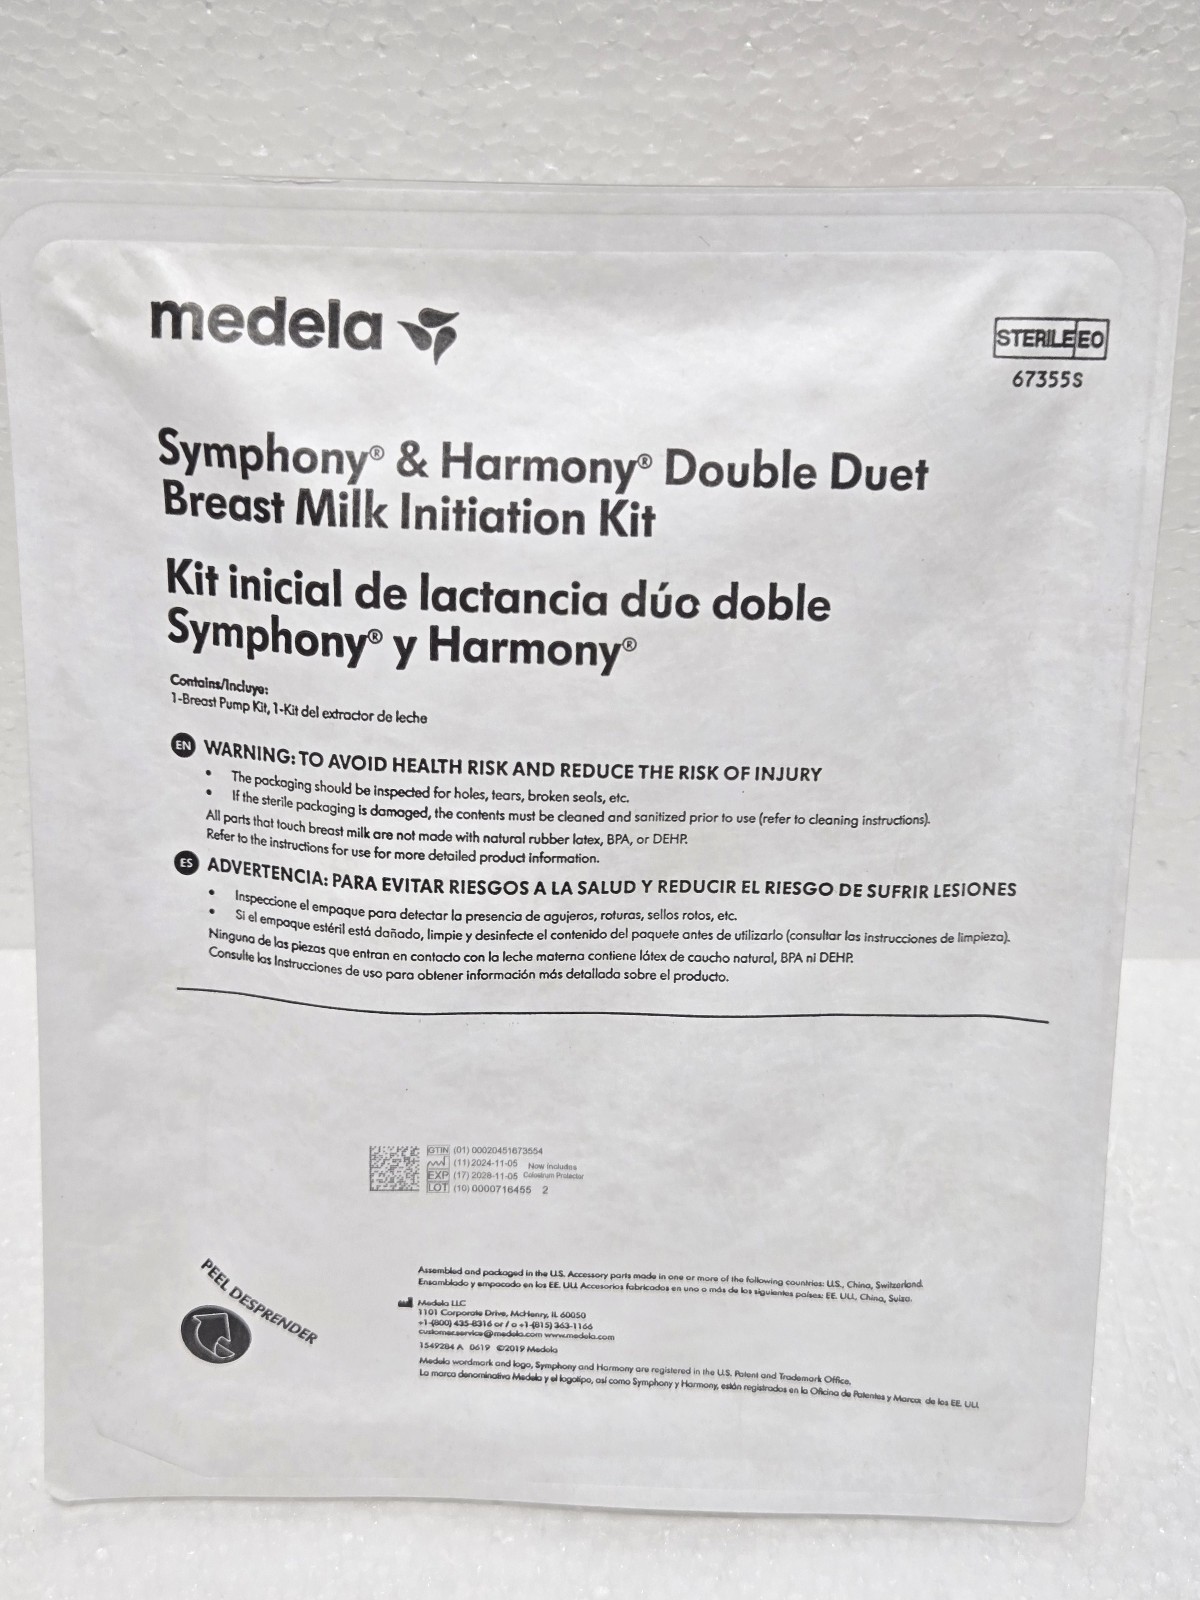 medela
STERILE EO
67355S
Symphony® & Harmony® Double Duet
Breast Milk Initiation Kit
Kit inicial de lactancia dúo doble
Symphony® y Harmony®
Contains/Incluye:
1-Breast Pump Kit, 1-Kit del extractor de leche
EN WARNING: TO AVOID HEALTH RISK AND REDUCE THE RISK OF INJURY
• The packaging should be inspected for holes, tears, broken seals, etc.
• If the sterile packaging is damaged, the contents must be cleaned and sanitized prior to use (refer to cleaning instructions).
All parts that touch breast milk are not made with natural rubber latex, BPA, or DEHP.
Refer to the instructions for use for more detailed product information.
ES ADVERTENCIA: PARA EVITAR RIESGOS A LA SALUD Y REDUCIR EL RIESGO DE SUFRIR LESIONES
• Inspeccione el empaque para detectar la presencia de agujeros, roturas, sellos rotos, etc.
• Si el empaque estéril está dañado, limpie y desinfecte el contenido del paquete antes de utilizarlo (consultar las instrucciones de limpieza).
Ninguna de las piezas que entran en contacto con la leche materna contiene látex de caucho natural, BPA ni DEHP.
Consulte las Instrucciones de uso para obtener información más detallada sobre el producto.
GTIN (01) 00020451673554
(11) 2024-11-05 Now Includes
EXP (17) 2028-11-05 Colostrum Protector
LOT (10) 0000716455 2
PEEL DESPRENDER
Assembled and packaged in the U.S. Accessory parts made in one or more of the following countries: U.S., China, Switzerland.
Ensamblado y empacado en los EE. UU. Accesorios fabricados en uno o más de los siguientes países: EE. UU., China, Suiza.
Medela LLC
1101 Corporate Drive, McHenry, IL 60050
+1-(800) 435-8316 or / o +1-(815) 363-1166
customer.service@medela.com www.medela.com
1549284 A 0619 ©2019 Medela
Medela wordmark and logo, Symphony and Harmony are registered in the U.S. Patent and Trademark Office.
La marca denominativa Medela y el logotipo, así como Symphony y Harmony, están registrados en la Oficina de Patentes y Marcas de los EE. UU.